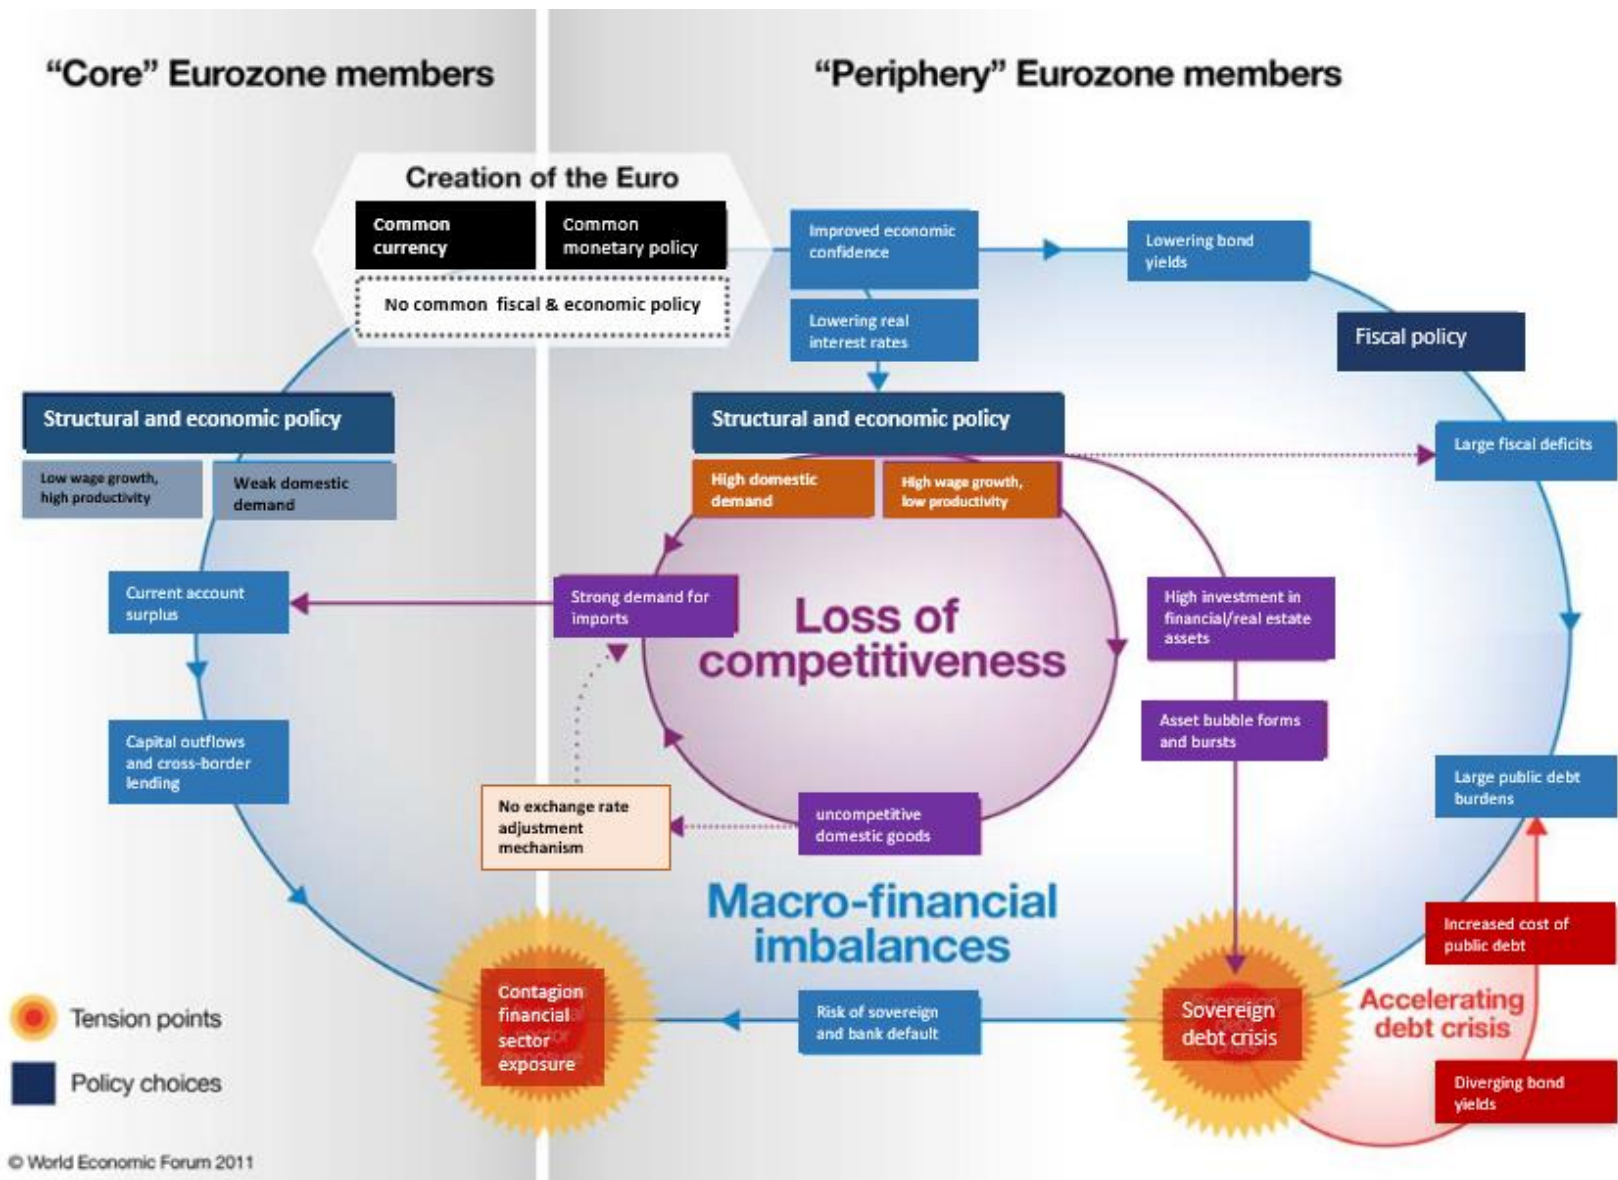 “Core” Eurozone members
“Periphery” Eurozone members
Creation of the Euro
Common
currency
Common
monetary policy
No common fiscal & economic policy
Improved economic
confidence
Lowering bond
yields
Lowering real
interest rates
Fiscal policy
Structural and economic policy
Low wage growth,
high productivity
Weak domestic
demand
Structural and economic policy
High domestic
demand
High wage growth,
low productivity
Large fiscal deficits
Current account
surplus
Strong demand for
imports
Loss of
competitiveness
High investment in
financial/real estate
assets
Asset bubble forms
and bursts
Capital outflows
and cross-border
lending
No exchange rate
adjustment
mechanism
uncompetitive
domestic goods
Large public debt
burdens
Macro-financial
imbalances
Increased cost of
public debt
Contagion
financial
sector
exposure
Risk of sovereign
and bank default
Sovereign
debt crisis
Accelerating
debt crisis
Diverging bond
yields
Tension points
Policy choices
© World Economic Forum 2011